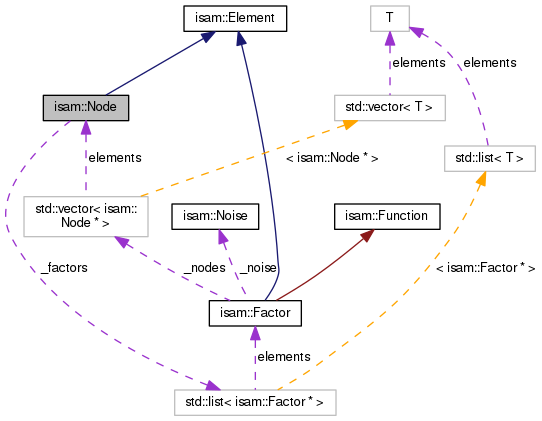 isam::Element
T
elements
elements
isam::Node
std::vector< T >
elements
< isam::Node * >
std::list< T >
std::vector< isam::
Node * >
isam::Noise
isam::Function
_factors
_nodes
_noise
< isam::Factor * >
isam::Factor
elements
std::list< isam::Factor * >